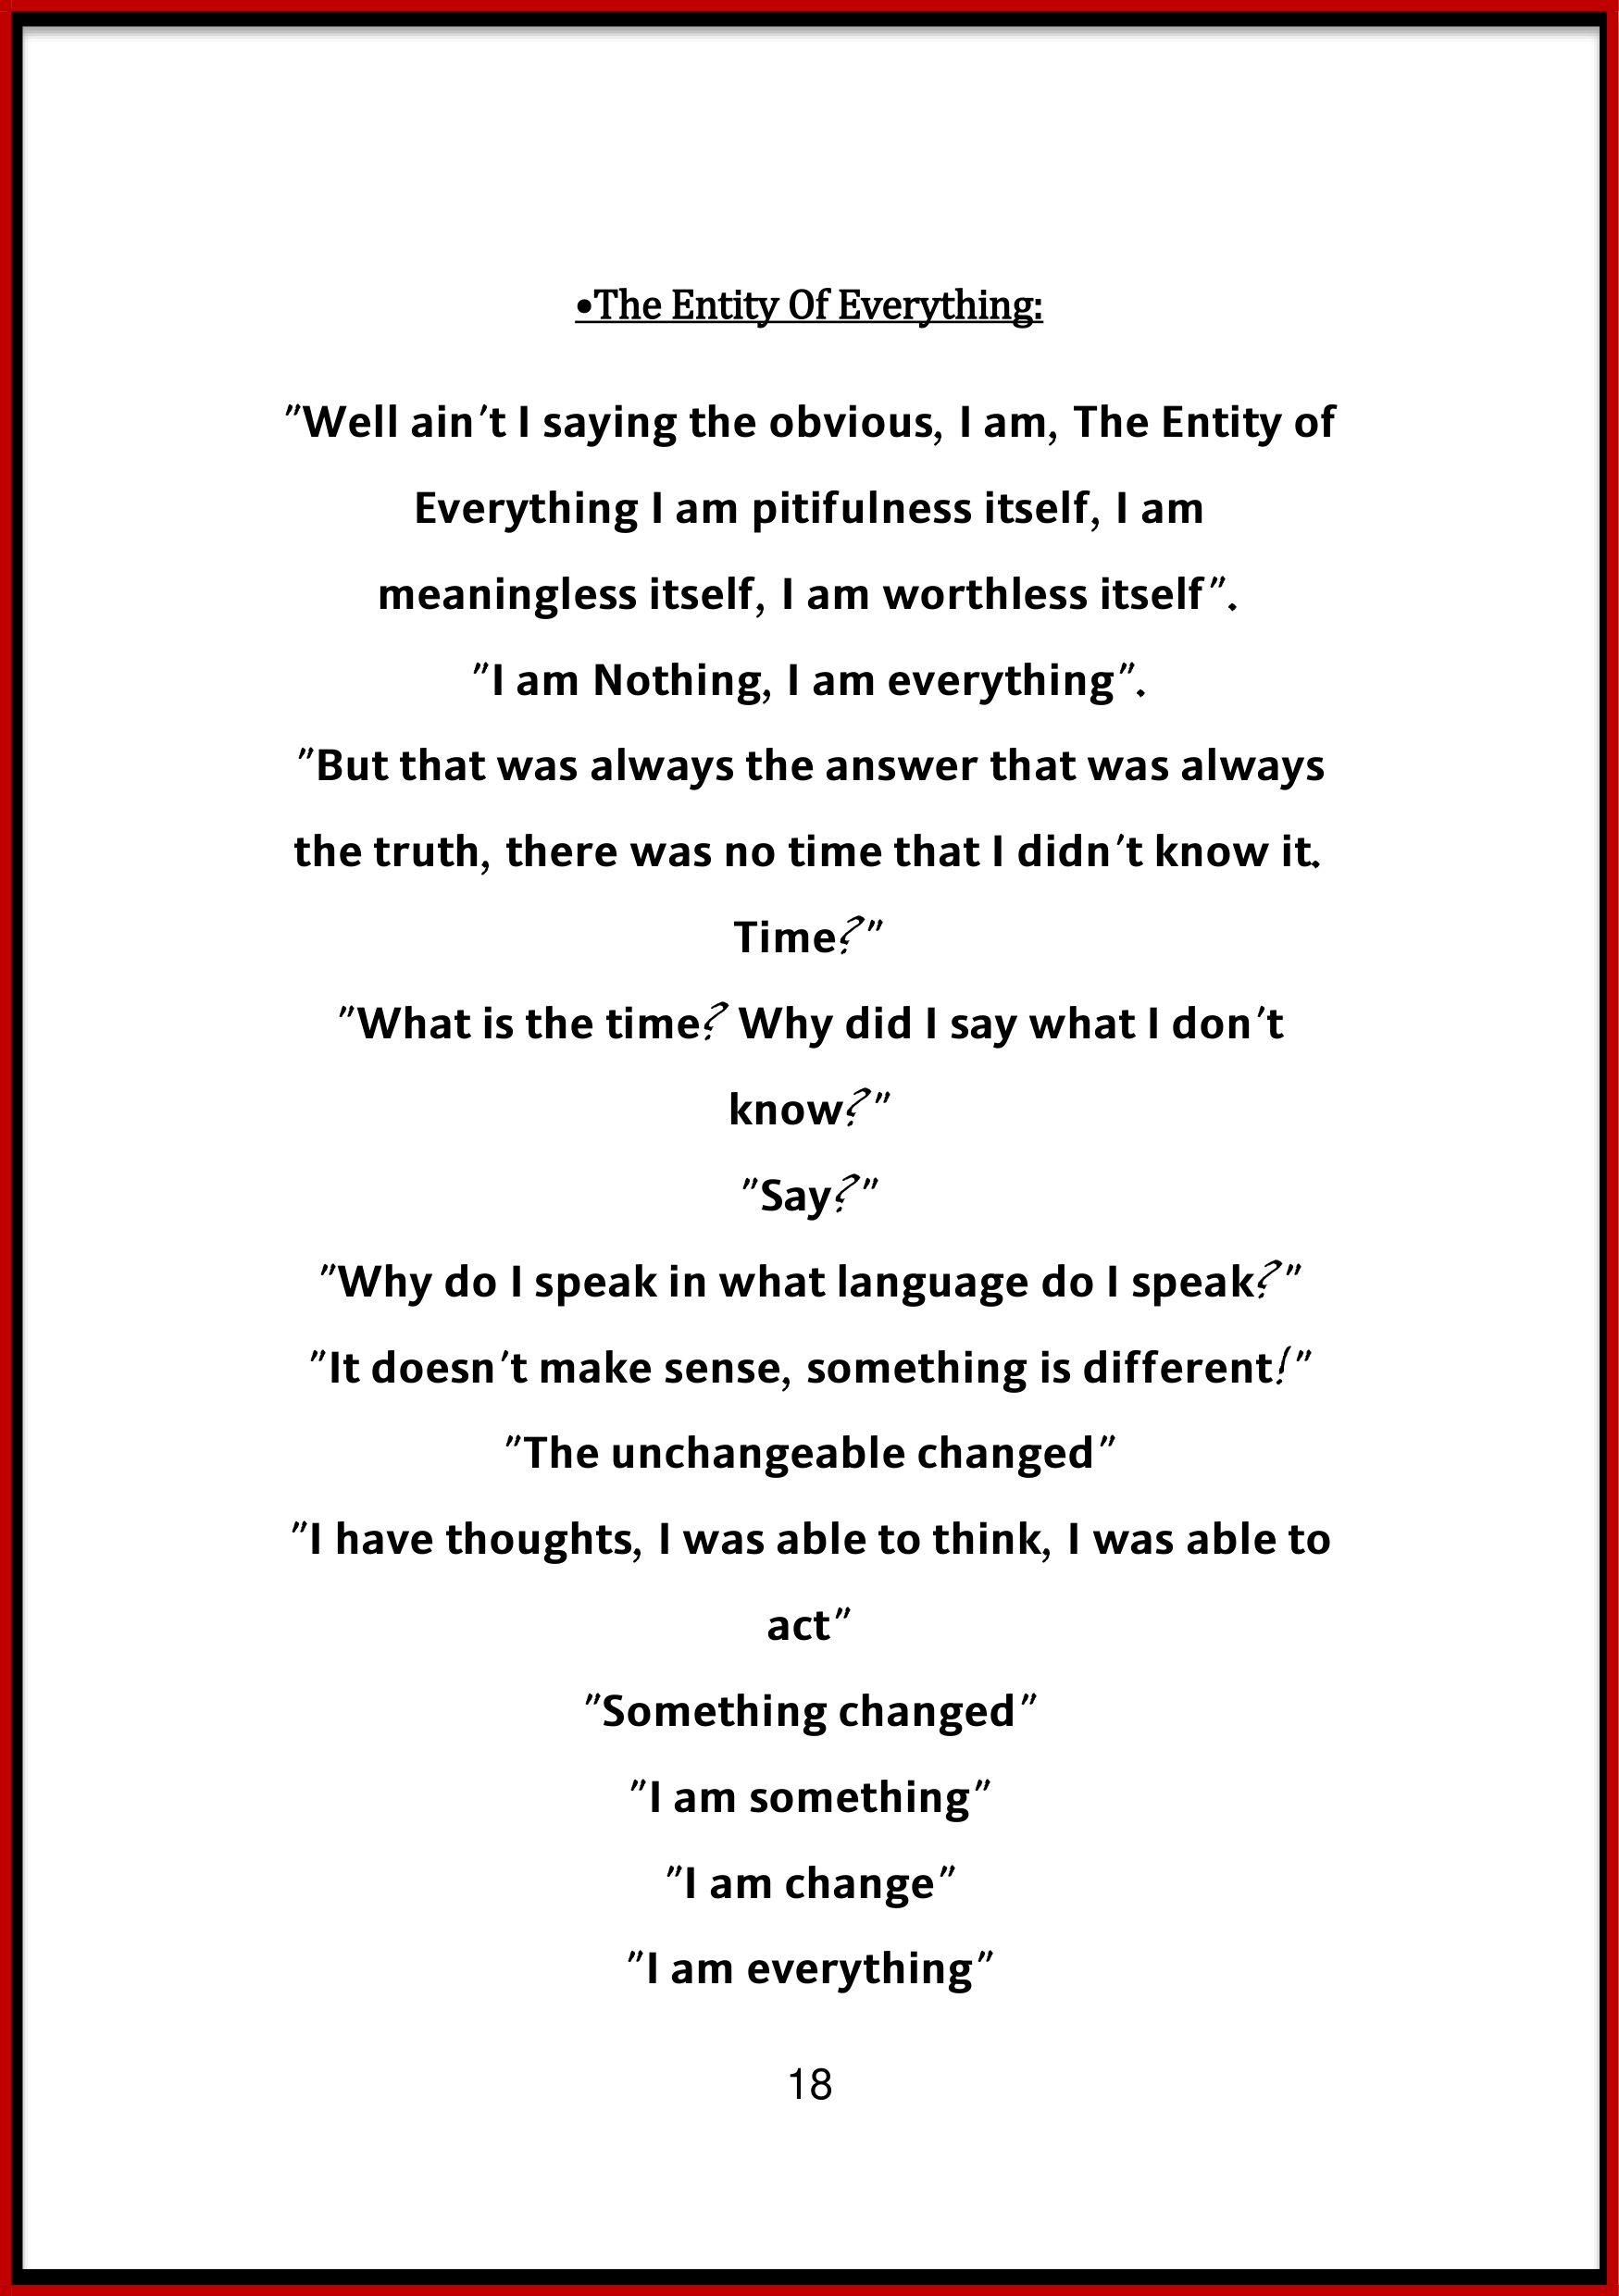 •The Entity Of Everything:
"Well ain't I saying the obvious, I am, The Entity of
Everything I am pitifulness itself, I am
meaningless itself, I am worthless itself".
"I am Nothing, I am everything".
"But that was always the answer that was always
the truth, there was no time that I didn't know it.
Time?"
"What is the time? Why did I say what I don't
know?"
"Say?"
"Why do I speak in what language do I speak?"
"It doesn't make sense, something is different!"
"The unchangeable changed"
"I have thoughts, I was able to think, I was able to
act"
"Something changed"
"I am something"
"I am change"
"I am everything"
18